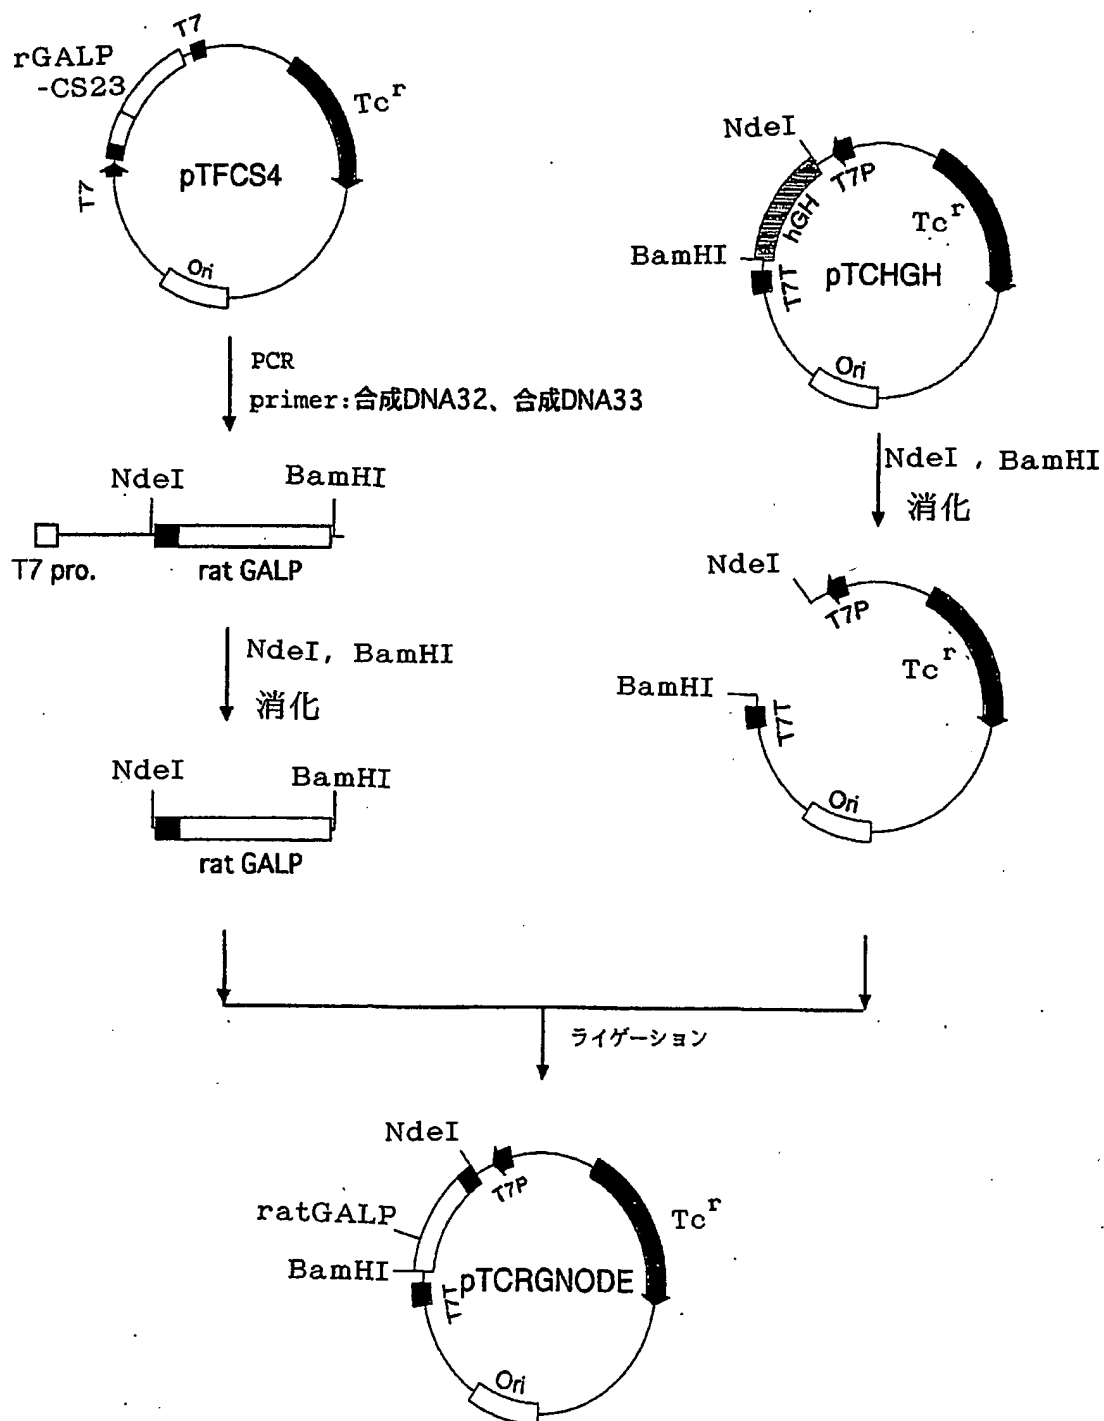 T7
rGALP
-CS23
Tcʳ
pTFCS4
T7
Ori
PCR
primer:合成DNA32、合成DNA33
NdeI
BamHI
T7 pro.
rat GALP
NdeI, BamHI
消化
NdeI
BamHI
rat GALP
NdeI
T7P
hGH
Tcʳ
BamHI
T7T
pTCHGH
Ori
NdeI , BamHI
消化
NdeI
T7P
Tcʳ
BamHI
T7T
Ori
ライゲーション
NdeI
T7P
ratGALP
Tcʳ
BamHI
T7T
pTCRGNODE
Ori